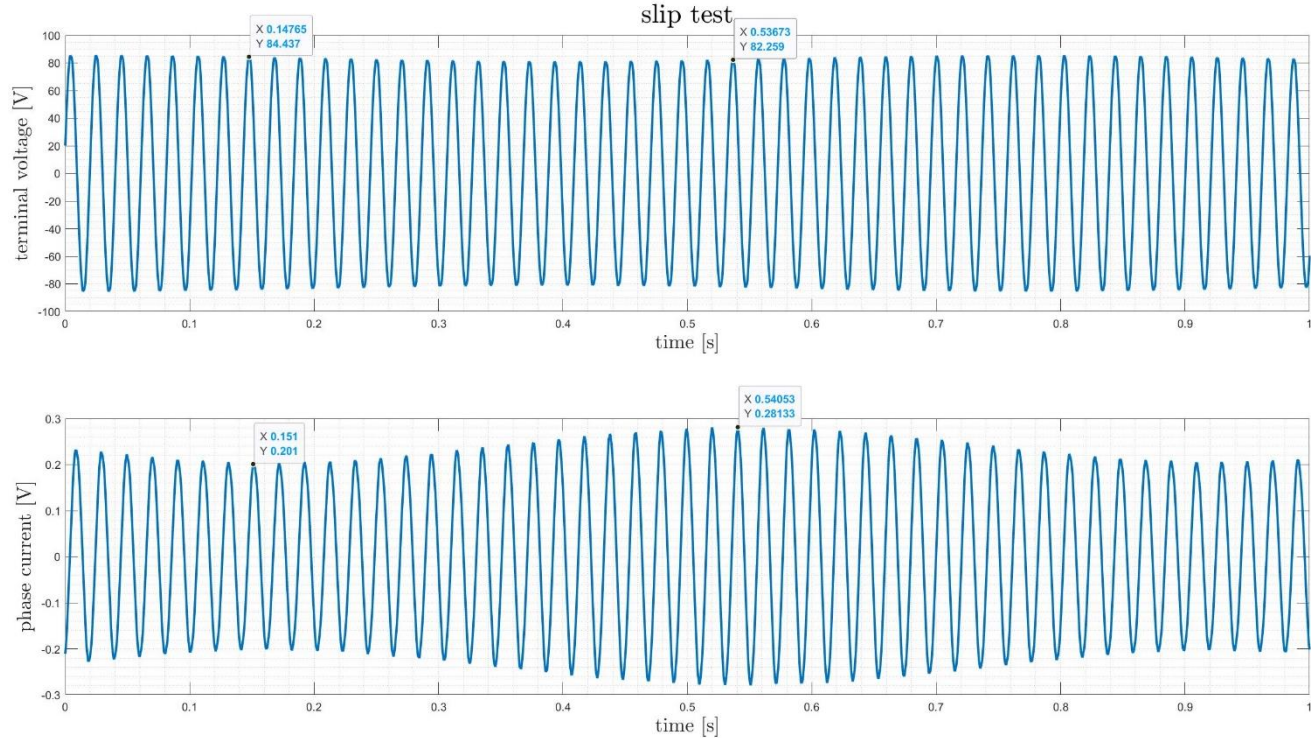 slip test
X 0.14765
Y 84.437
X 0.53673
Y 82.259
100
80
60
40
20
0
-20
-40
-60
-80
-100
terminal voltage [V]
0 0.1 0.2 0.3 0.4 0.5 0.6 0.7 0.8 0.9 1
time [s]
X 0.151
Y 0.201
X 0.54053
Y 0.28133
0.3
0.2
0.1
0
-0.1
-0.2
-0.3
phase current [V]
0 0.1 0.2 0.3 0.4 0.5 0.6 0.7 0.8 0.9 1
time [s]